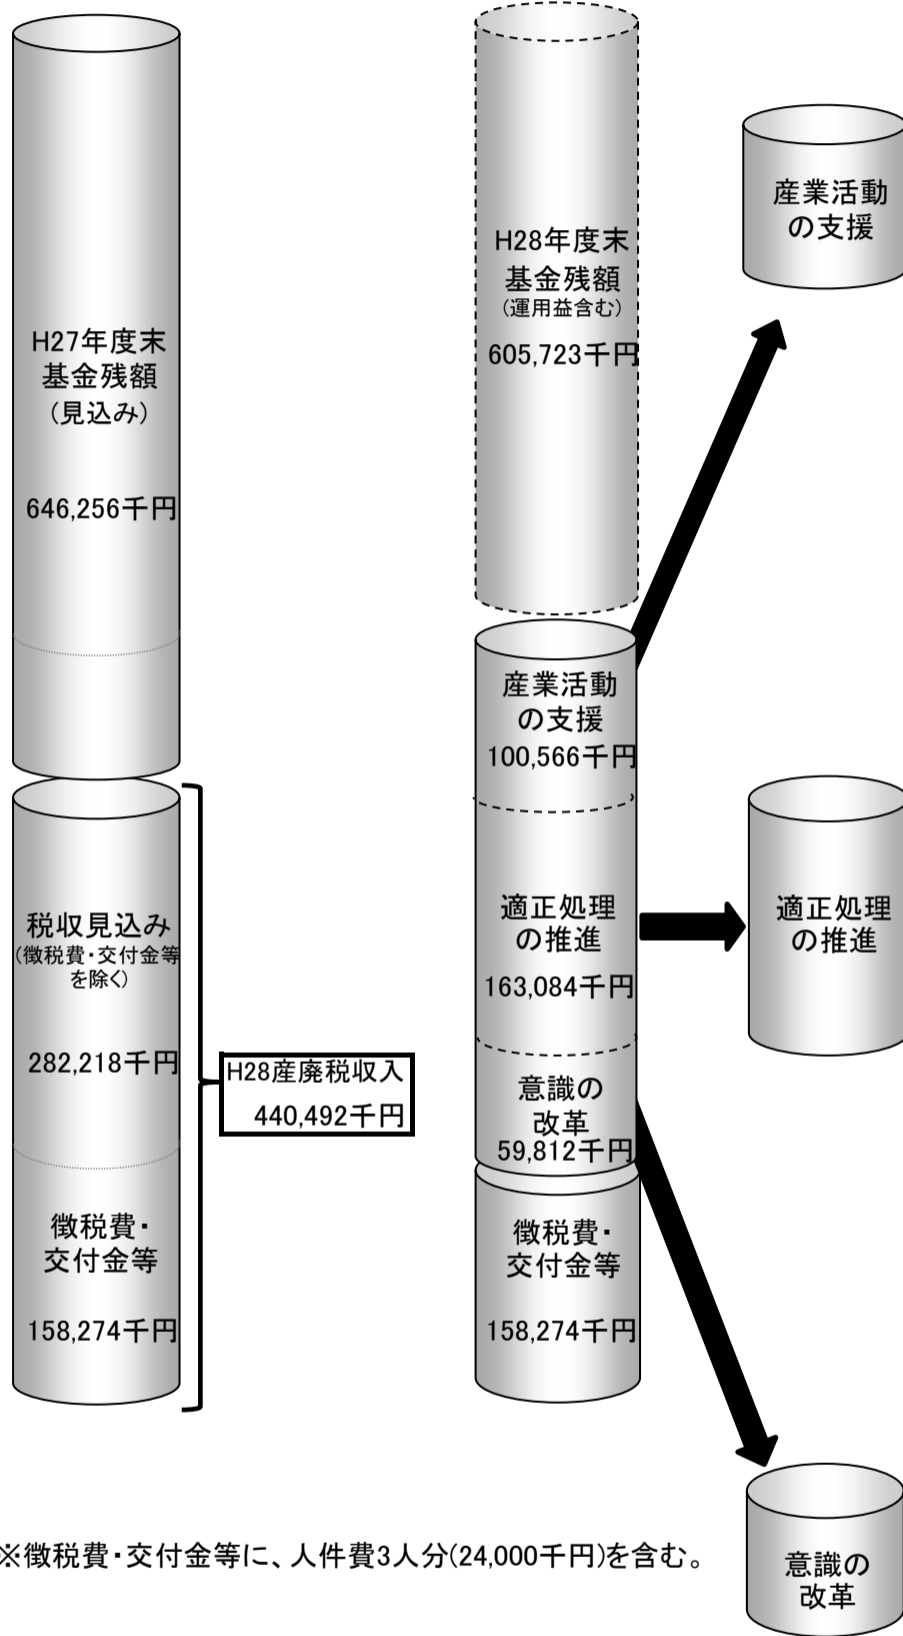 H27年度末
基金残額
(見込み)
646,256千円
税収見込み
(徴税費・交付金等
を除く)
282,218千円
徴税費・
交付金等
158,274千円
H28産廃税収入
440,492千円
H28年度末
基金残額
(運用益含む)
605,723千円
産業活動
の支援
100,566千円
適正処理
の推進
163,084千円
意識の
改革
59,812千円
徴税費・
交付金等
158,274千円
産業活動
の支援
適正処理
の推進
意識の
改革
※徴税費・交付金等に、人件費3人分(24,000千円)を含む。